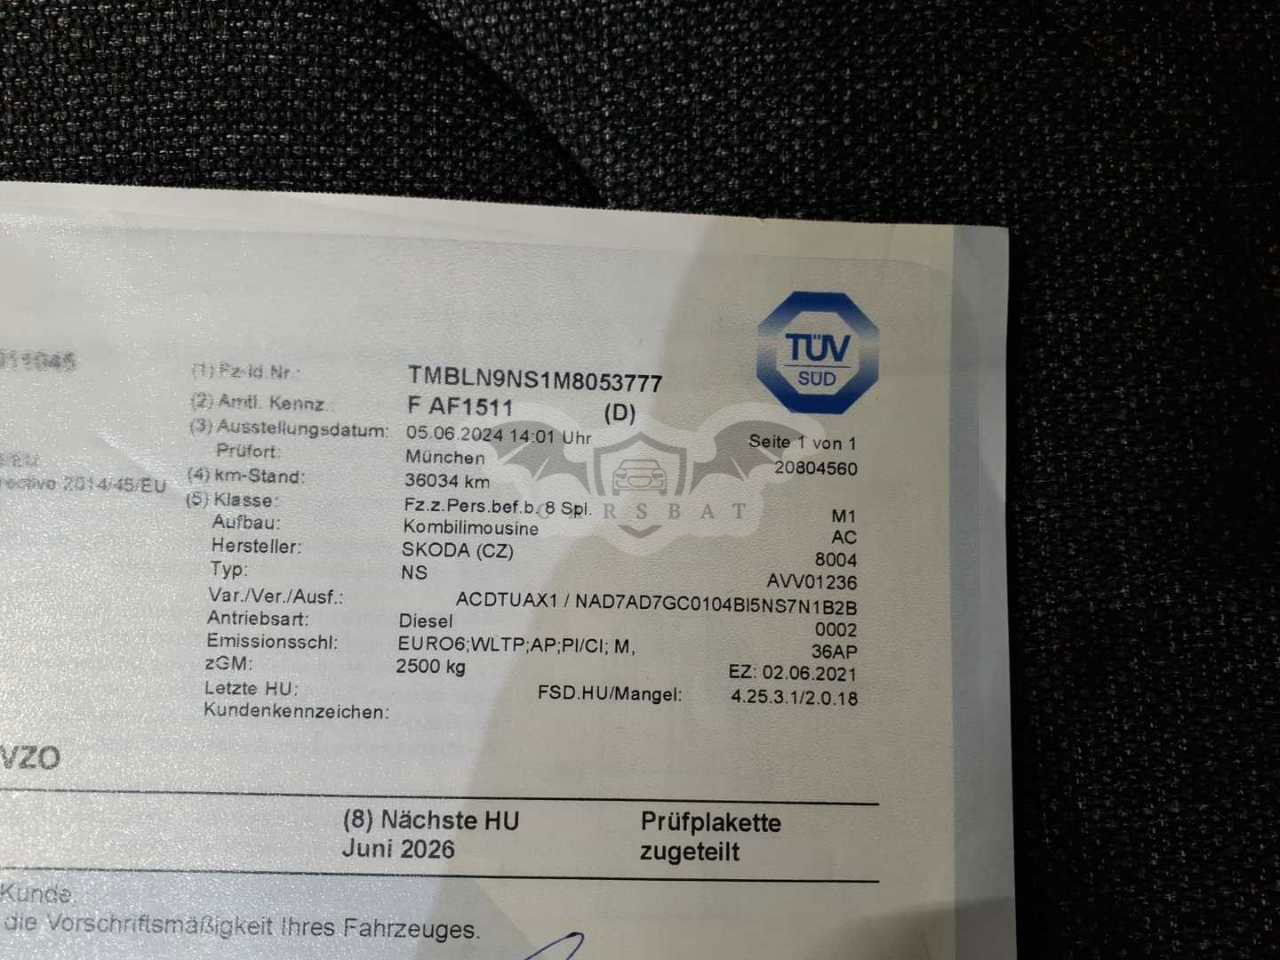 TÜV
SÜD
011045
(1) Fz-Id.Nr.: TMBLN9NS1M8053777
(2) Amtl. Kennz.: F AF1511 (D)
(3) Ausstellungsdatum: 05.06.2024 14:01 Uhr Seite 1 von 1
Prüfort: München 20804560
(4) km-Stand: 36034 km
2014/45/EU
(5) Klasse: Fz.z.Pers.bef.b. 8 Spl. M1
Aufbau: Kombilimousine AC
Hersteller: SKODA (CZ) 8004
Typ: NS AVV01236
Var./Ver./Ausf.: ACDTUAX1 / NAD7AD7GC0104BI5NS7N1B2B
Antriebsart: Diesel 0002
Emissionsschl: EURO6;WLTP;AP;PI/CI; M, 36AP
zGM: 2500 kg EZ: 02.06.2021
Letzte HU: FSD.HU/Mangel: 4.25.3.1/2.0.18
Kundenkennzeichen:
CARSBAT
VZO
(8) Nächste HU Prüfplakette
Juni 2026 zugeteilt
Kunde.
die Vorschriftsmäßigkeit Ihres Fahrzeuges.